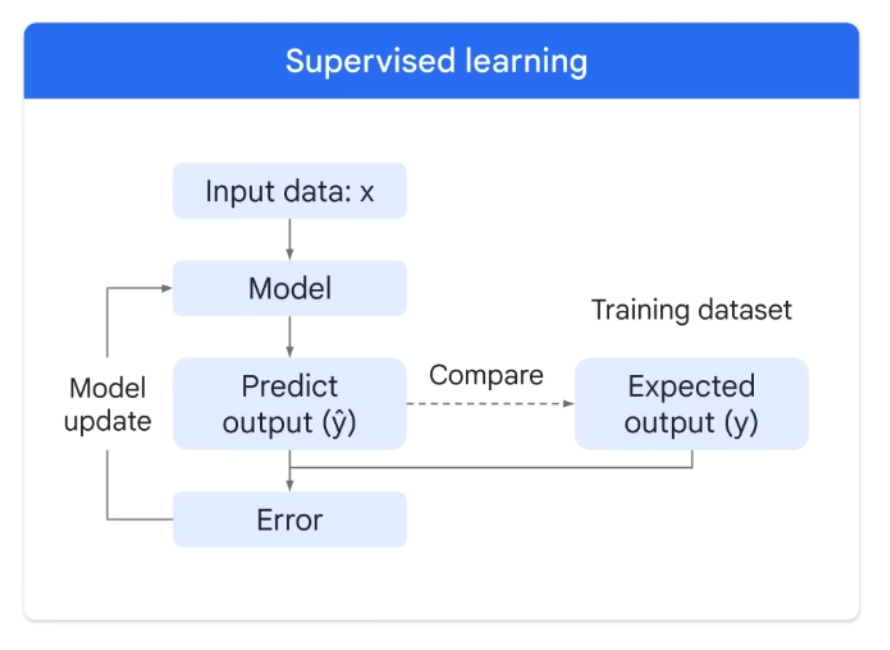 Supervised learning
Input data: x
Model
Training dataset
Model
update
Predict
output (ŷ)
Compare
Expected
output (y)
Error